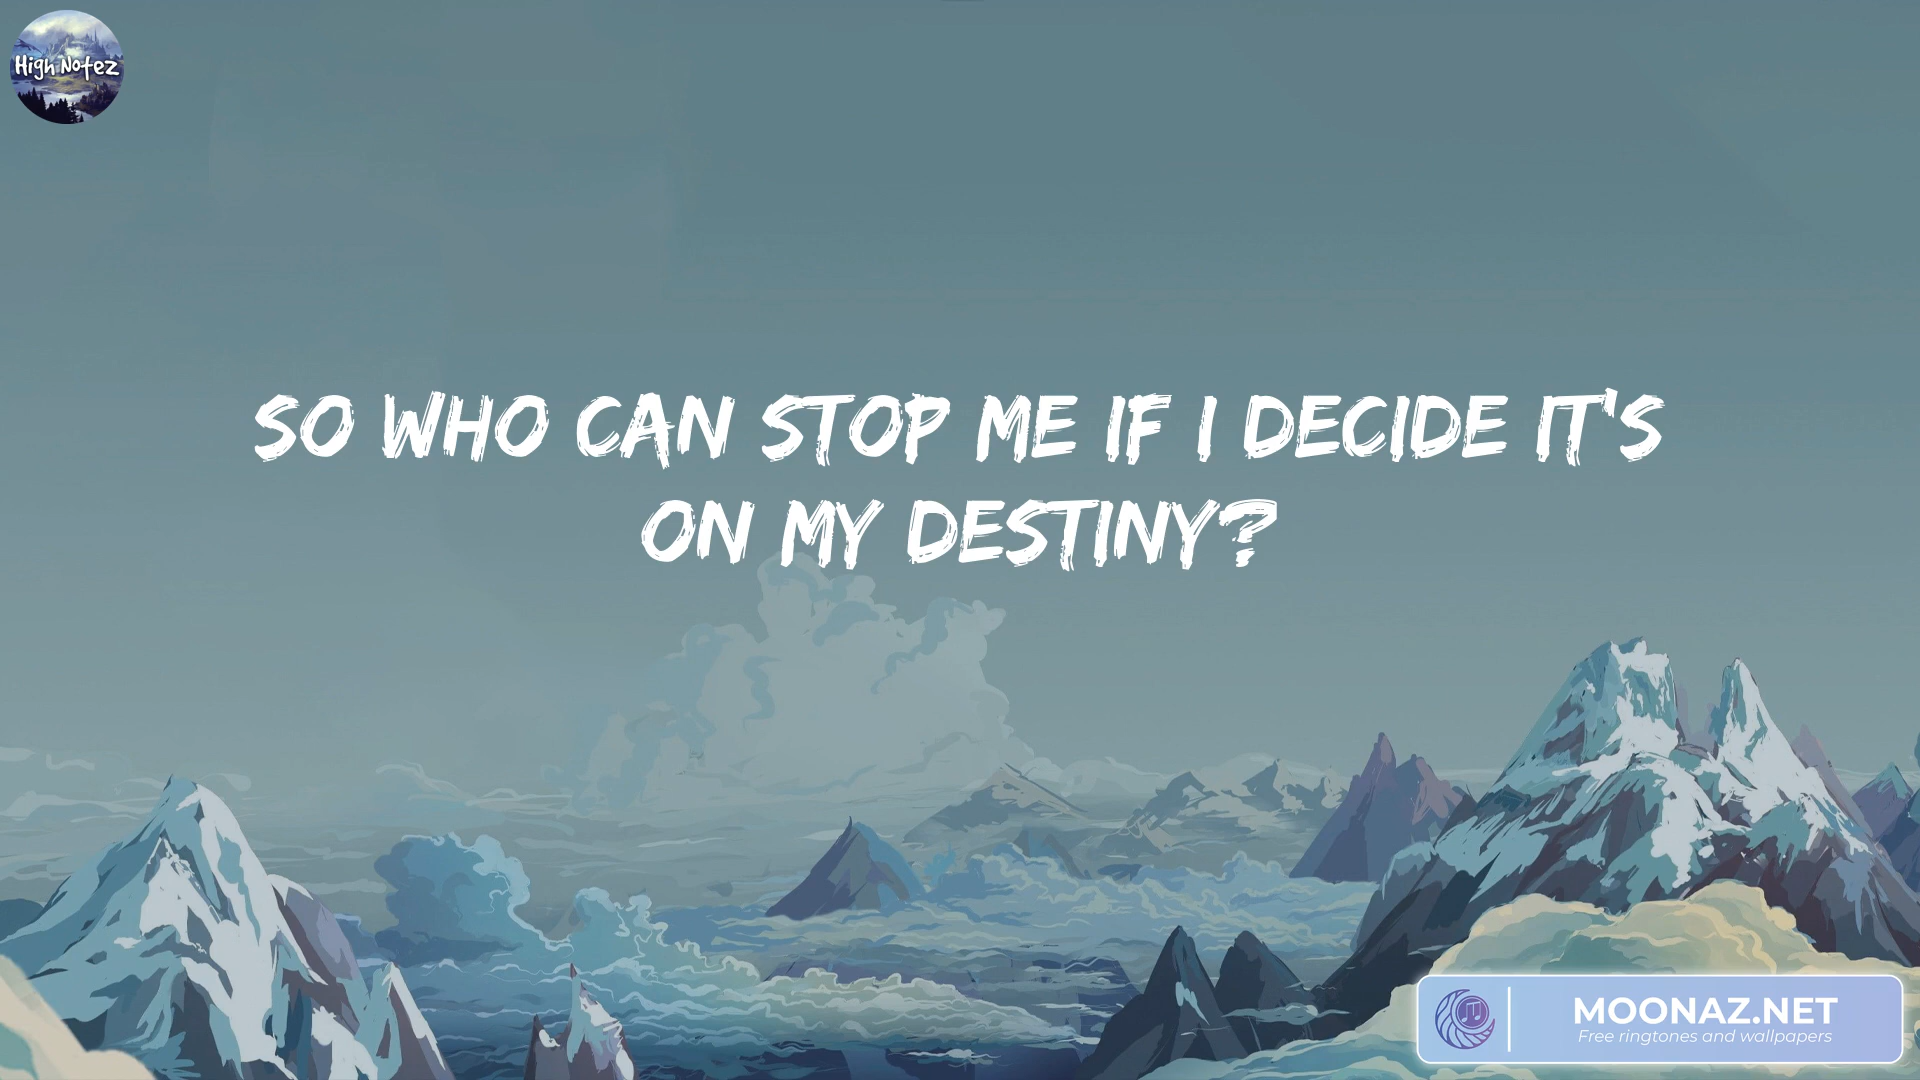 High Notez
SO WHO CAN STOP ME IF I DECIDE IT'S
ON MY DESTINY?
MOONAZ.NET
Free ringtones and wallpapers